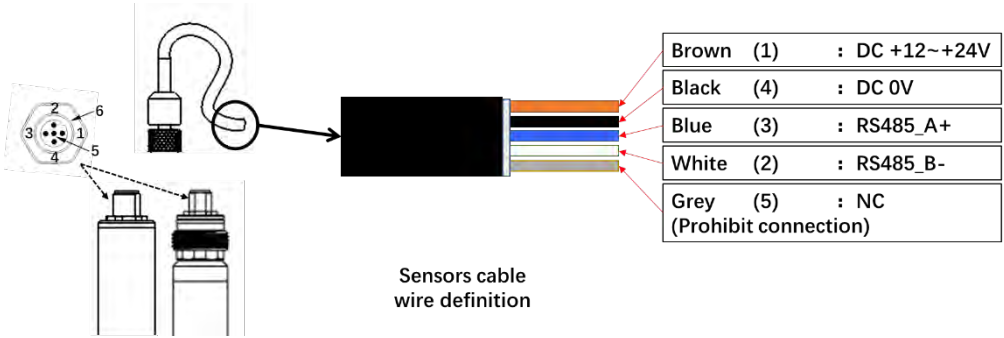 Brown (1) : DC +12~+24V
Black (4) : DC 0V
Blue (3) : RS485_A+
White (2) : RS485_B-
Grey (5) : NC
(Prohibit connection)
2
6
3
1
5
4
Sensors cable
wire definition